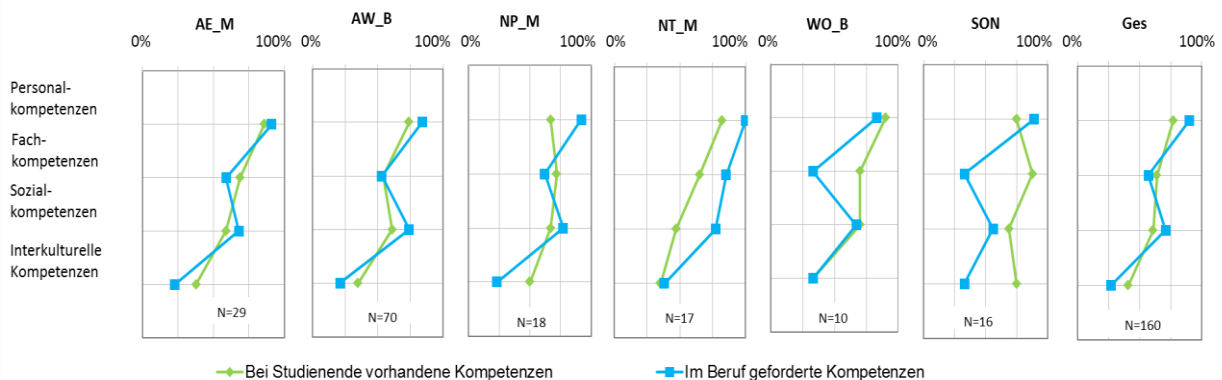 AE_M AW_B NP_M NT_M WO_B SON Ges
0% 100% 0% 100% 0% 100% 0% 100% 0% 100% 0% 100% 0% 100%
Personal-
kompetenzen
Fach-
kompetenzen
Sozial-
kompetenzen
Interkulturelle
Kompetenzen
N=29 N=70 N=18 N=17 N=10 N=16 N=160
Bei Studienende vorhandene Kompetenzen Im Beruf geforderte Kompetenzen